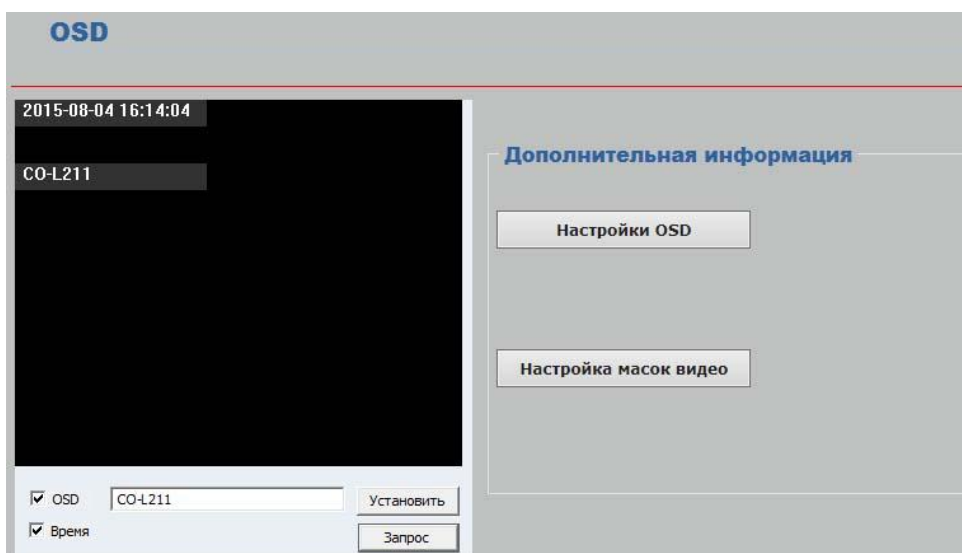 OSD
2015-08-04 16:14:04
CO-L211
Дополнительная информация
Настройки OSD
Настройка масок видео
OSD CO-L211 Установить
Время Запрос